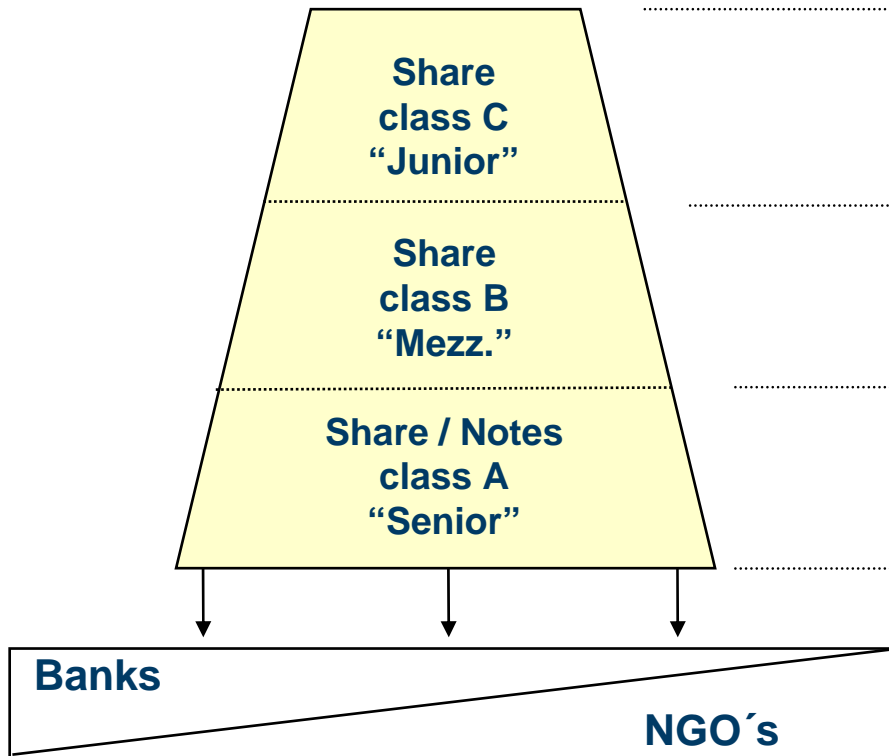 Share
class C
“Junior”
Share
class B
“Mezz.”
Share / Notes
class A
“Senior”
Banks
NGO´s